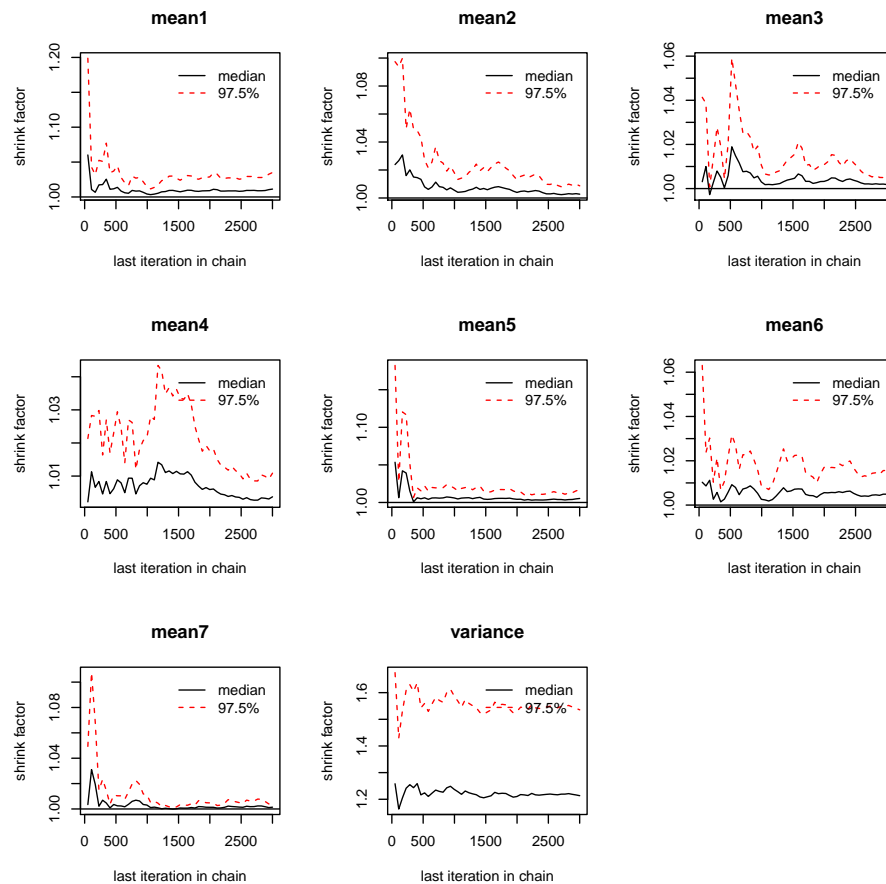 mean1
shrink factor
1.00 1.10 1.20
median
97.5%
0 500 1500 2500
last iteration in chain
mean2
shrink factor
1.00 1.04 1.08
median
97.5%
0 500 1500 2500
last iteration in chain
mean3
shrink factor
1.00 1.02 1.04 1.06
median
97.5%
0 500 1500 2500
last iteration in chain
mean4
shrink factor
1.01 1.03
median
97.5%
0 500 1500 2500
last iteration in chain
mean5
shrink factor
1.00 1.10
median
97.5%
0 500 1500 2500
last iteration in chain
mean6
shrink factor
1.00 1.02 1.04 1.06
median
97.5%
0 500 1500 2500
last iteration in chain
mean7
shrink factor
1.00 1.04 1.08
median
97.5%
0 500 1500 2500
last iteration in chain
variance
shrink factor
1.2 1.4 1.6
median
97.5%
0 500 1500 2500
last iteration in chain